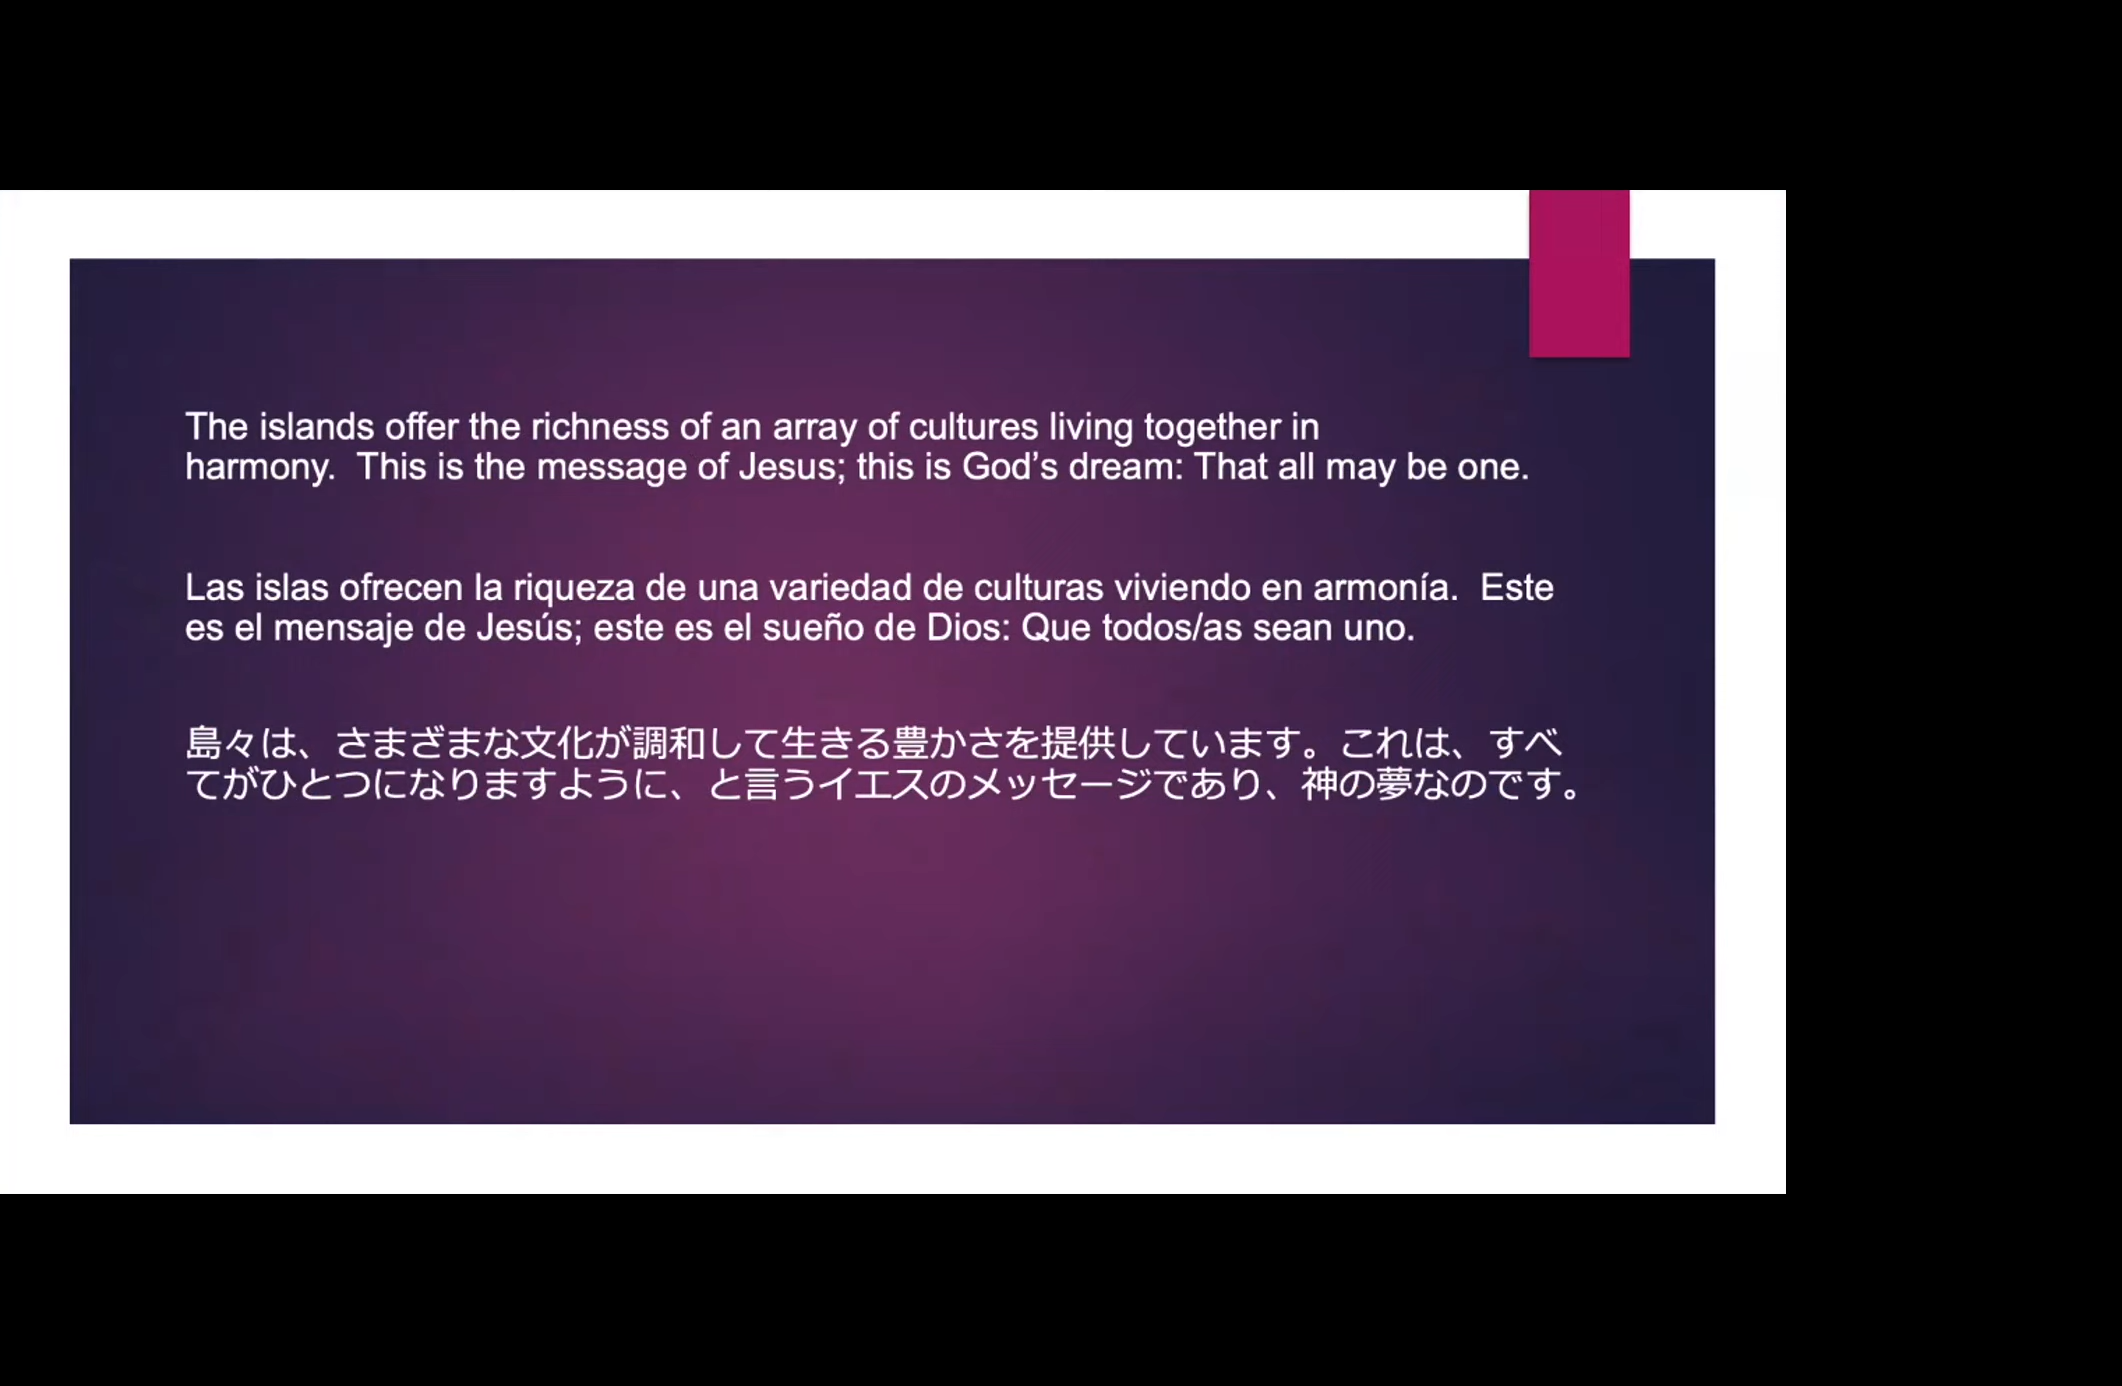 The islands offer the richness of an array of cultures living together in
harmony.  This is the message of Jesus; this is God’s dream: That all may be one.
Las islas ofrecen la riqueza de una variedad de culturas viviendo en armonía.  Este
es el mensaje de Jesús; este es el sueño de Dios: Que todos/as sean uno.
島々は、さまざまな文化が調和して生きる豊かさを提供しています。これは、すべ
てがひとつになりますように、と言うイエスのメッセージであり、神の夢なのです。